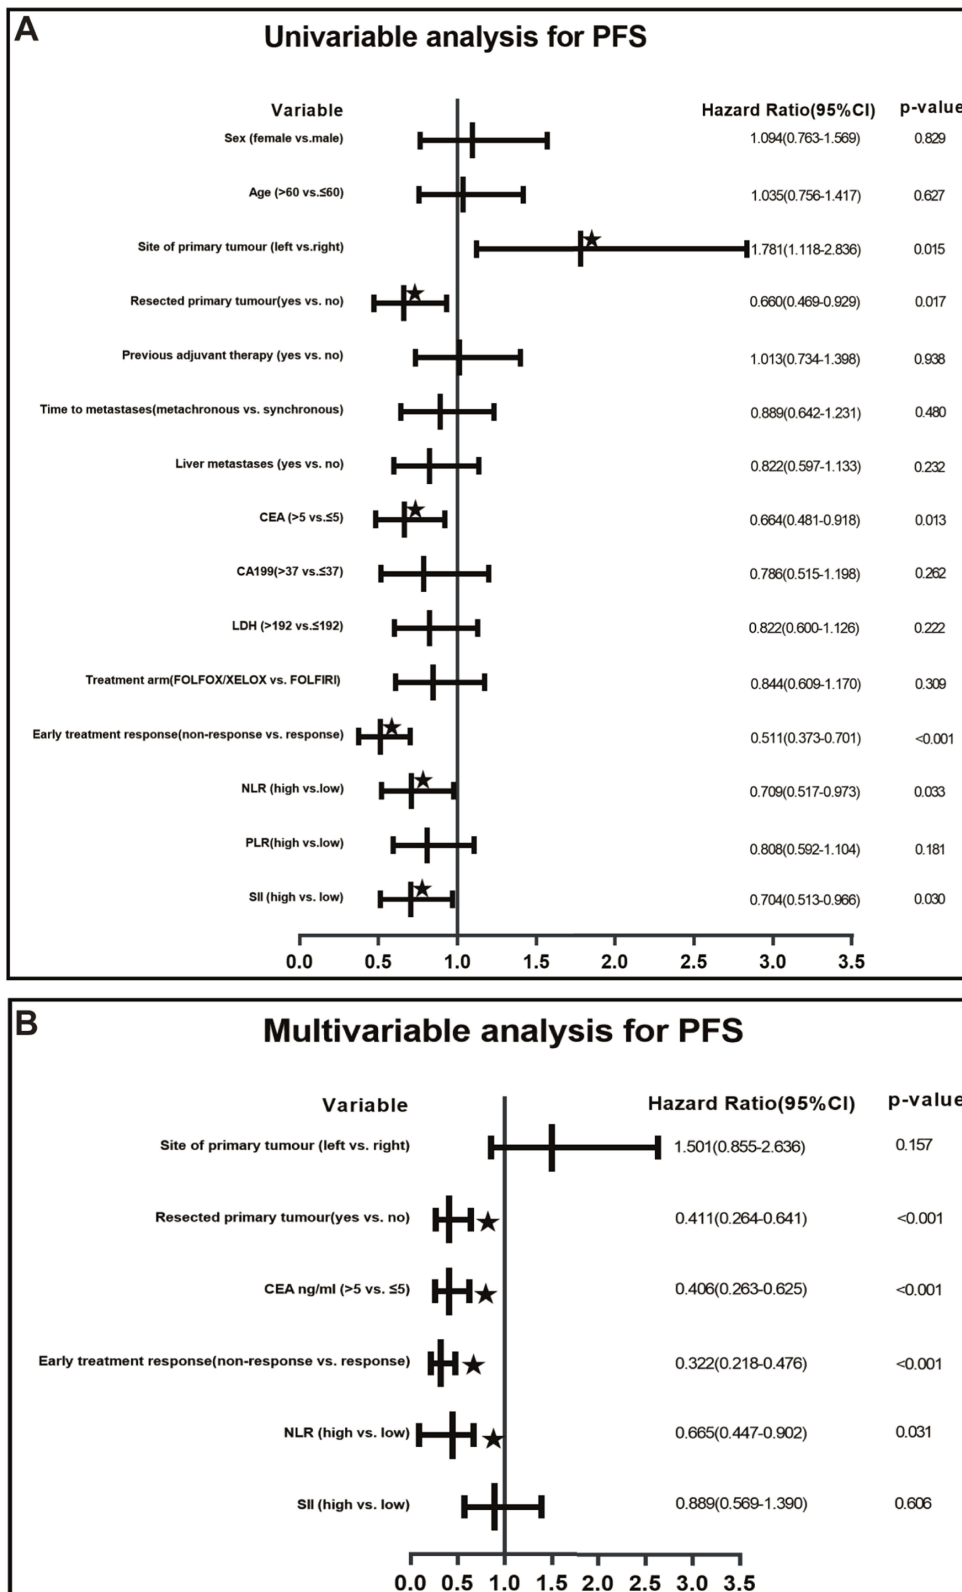 A
Univariable analysis for PFS
Variable Hazard Ratio(95%CI) p-value
Sex (female vs.male) 1.094(0.763-1.569) 0.829
Age (>60 vs.≤60) 1.035(0.756-1.417) 0.627
Site of primary tumour (left vs.right) 1.781(1.118-2.836) 0.015
Resected primary tumour(yes vs. no) 0.660(0.469-0.929) 0.017
Previous adjuvant therapy (yes vs. no) 1.013(0.734-1.398) 0.938
Time to metastases(metachronous vs. synchronous) 0.889(0.642-1.231) 0.480
Liver metastases (yes vs. no) 0.822(0.597-1.133) 0.232
CEA (>5 vs.≤5) 0.664(0.481-0.918) 0.013
CA199(>37 vs.≤37) 0.786(0.515-1.198) 0.262
LDH (>192 vs.≤192) 0.822(0.600-1.126) 0.222
Treatment arm(FOLFOX/XELOX vs. FOLFIRI) 0.844(0.609-1.170) 0.309
Early treatment response(non-response vs. response) 0.511(0.373-0.701) <0.001
NLR (high vs.low) 0.709(0.517-0.973) 0.033
PLR(high vs.low) 0.808(0.592-1.104) 0.181
SII (high vs. low) 0.704(0.513-0.966) 0.030
0.0 0.5 1.0 1.5 2.0 2.5 3.0 3.5
B
Multivariable analysis for PFS
Variable Hazard Ratio(95%CI) p-value
Site of primary tumour (left vs. right) 1.501(0.855-2.636) 0.157
Resected primary tumour(yes vs. no) 0.411(0.264-0.641) <0.001
CEA ng/ml (>5 vs. ≤5) 0.406(0.263-0.625) <0.001
Early treatment response(non-response vs. response) 0.322(0.218-0.476) <0.001
NLR (high vs. low) 0.665(0.447-0.902) 0.031
SII (high vs. low) 0.889(0.569-1.390) 0.606
0.0 0.5 1.0 1.5 2.0 2.5 3.0 3.5